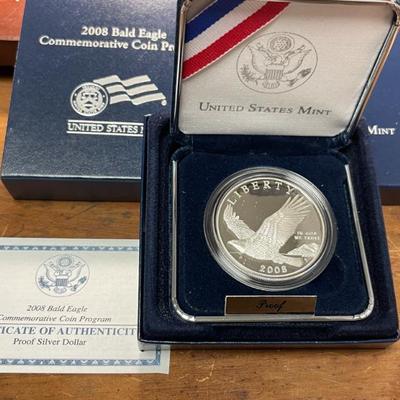 2008 Bald Eagle
Commemorative Coin Pro
UNITED STATES M
UNITED STATES MINT
MINT
LIBERTY
IN GOD
WE TRUST
2008
Proof
2008 Bald Eagle
Commemorative Coin Program
ICATE OF AUTHENTICIT
Proof Silver Dollar